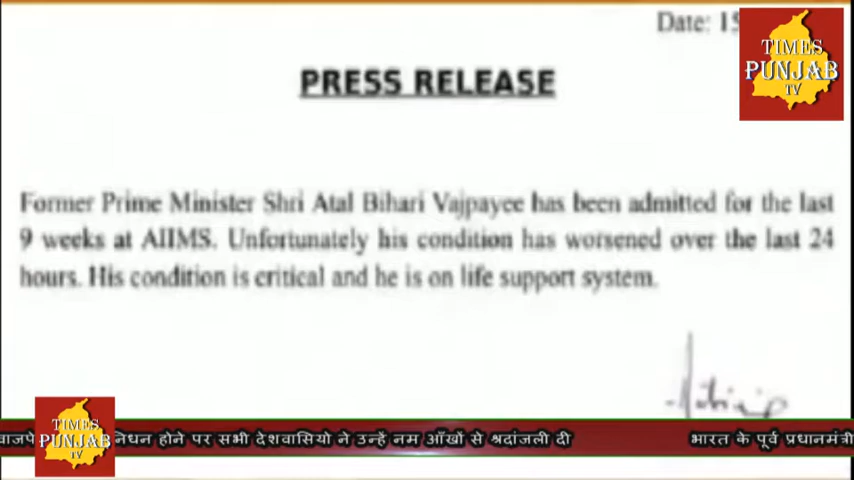 Date: 15
TIMES
PUNJAB
TV
PRESS RELEASE
Former Prime Minister Shri Atal Bihari Vajpayee has been admitted for the last
9 weeks at AIIMS. Unfortunately his condition has worsened over the last 24
hours. His condition is critical and he is on life support system.
TIMES
PUNJAB
TV
निधन होने पर सभी देशवासियो ने उन्हें नम आँखों से श्रदांजली दी भारत के पूर्व प्रधानमंत्री